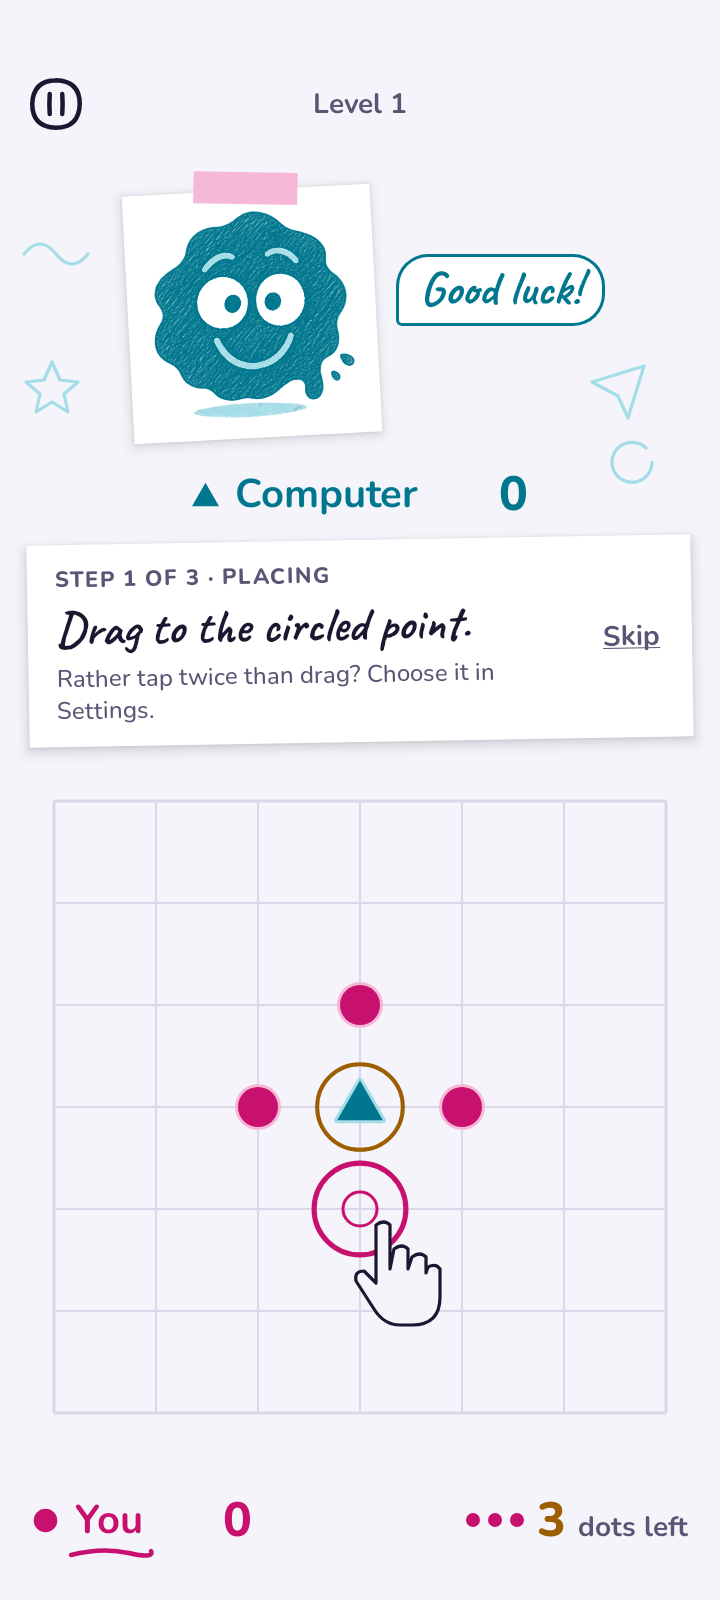 Level 1
Good luck!
Computer 0
STEP 1 OF 3 · PLACING
Drag to the circled point.
Skip
Rather tap twice than drag? Choose it in
Settings.
You 0
3 dots left